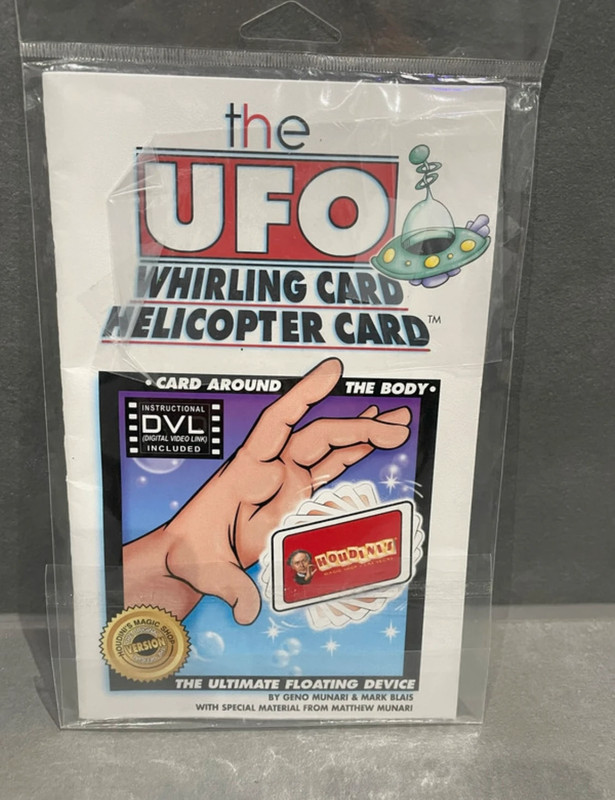 the
UFO
WHIRLING CARD
HELICOPTER CARD™
• CARD AROUND THE BODY •
INSTRUCTIONAL
DVL
(DIGITAL VIDEO LINK)
INCLUDED
HOUDINI'S
HOUDINI'S MAGIC SHOP
VERSION
THE ULTIMATE FLOATING DEVICE
BY GENO MUNARI & MARK BLAIS
WITH SPECIAL MATERIAL FROM MATTHEW MUNARI